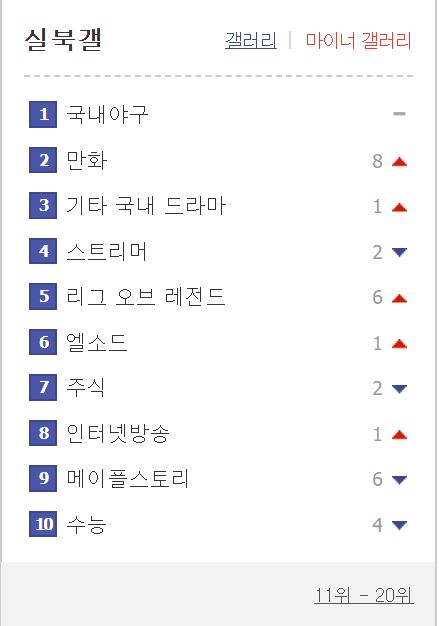 실북갤 갤러리 | 마이너 갤러리
1 국내야구 -
2 만화 8 ▲
3 기타 국내 드라마 1 ▲
4 스트리머 2 ▼
5 리그 오브 레전드 6 ▲
6 엘소드 1 ▲
7 주식 2 ▼
8 인터넷방송 1 ▲
9 메이플스토리 6 ▼
10 수능 4 ▼
11위 - 20위